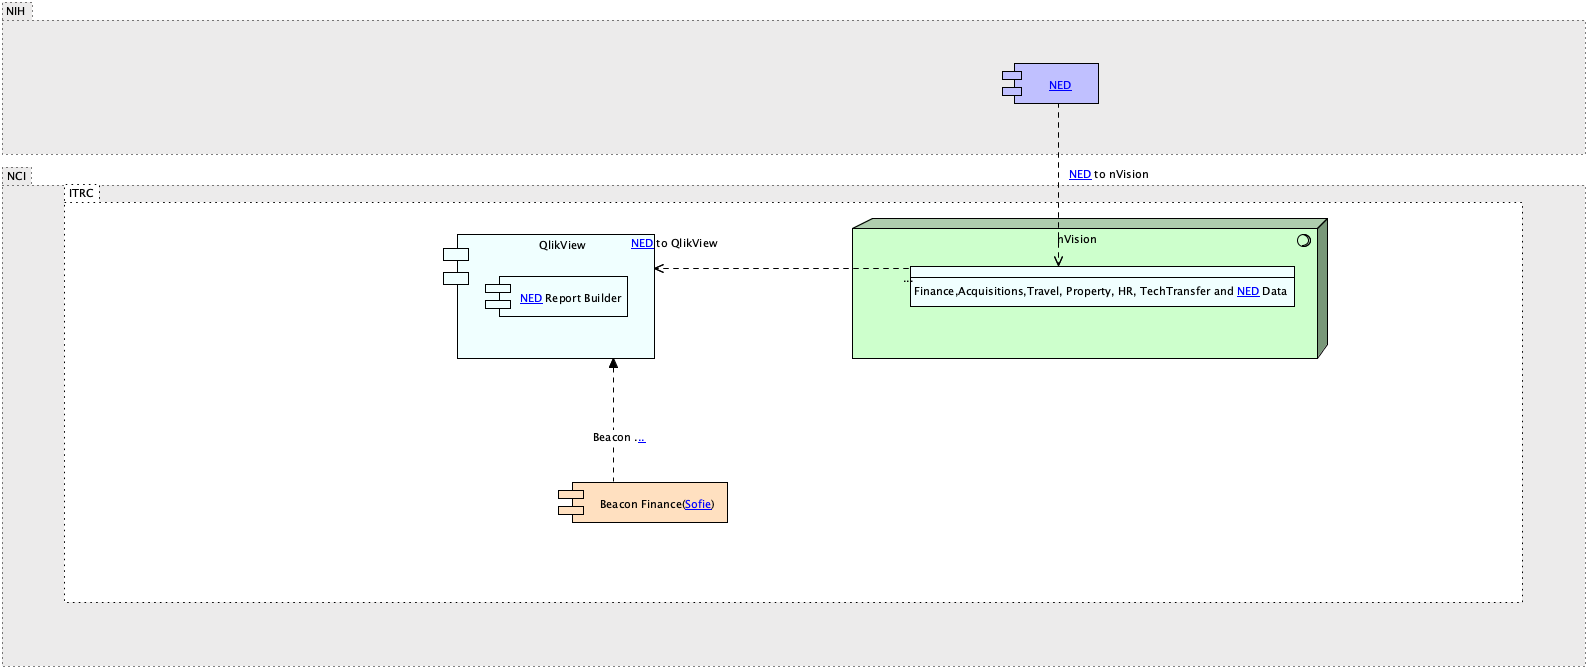 NIH
NED
NED to nVision
NCI
ITRC
QlikView
NED to QlikView
nVision
...
NED Report Builder
Finance,Acquisitions,Travel, Property, HR, TechTransfer and NED Data
Beacon ...
Beacon Finance(Sofie)